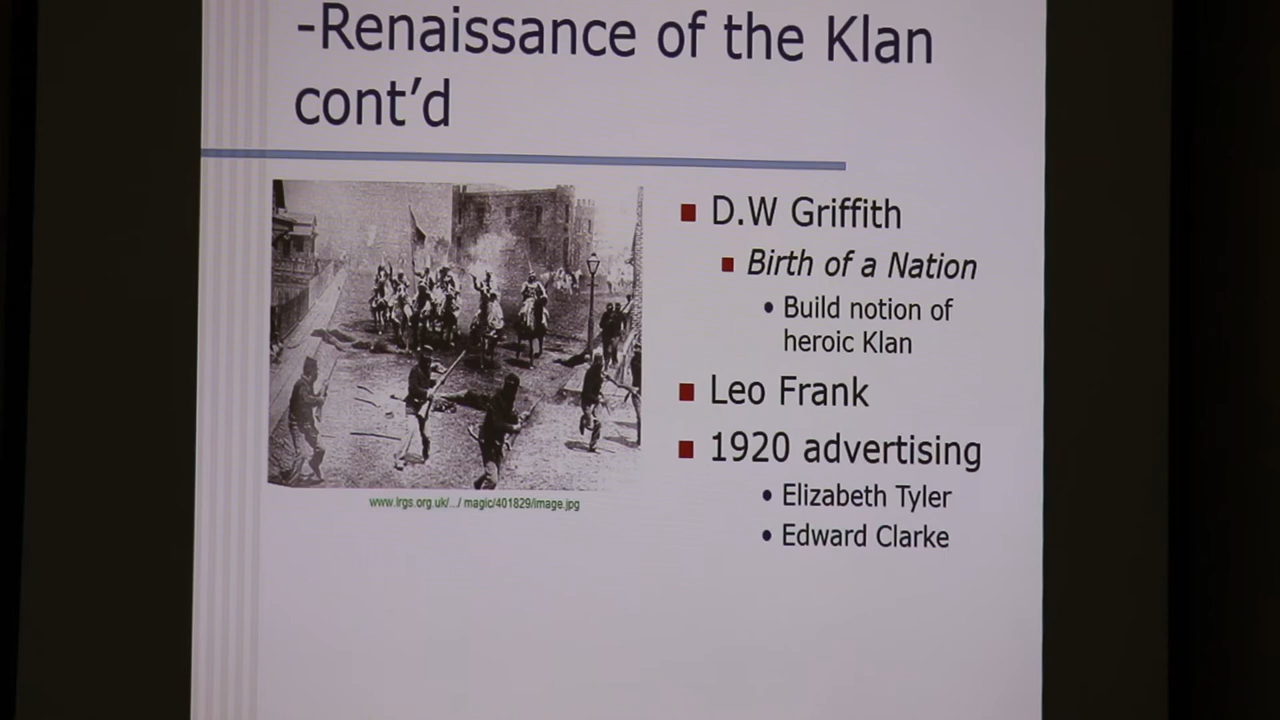 -Renaissance of the Klan
cont’d
D.W Griffith
Birth of a Nation
Build notion of
heroic Klan
Leo Frank
1920 advertising
Elizabeth Tyler
Edward Clarke
www.lrgs.org.uk/.../ magic/401829/image.jpg